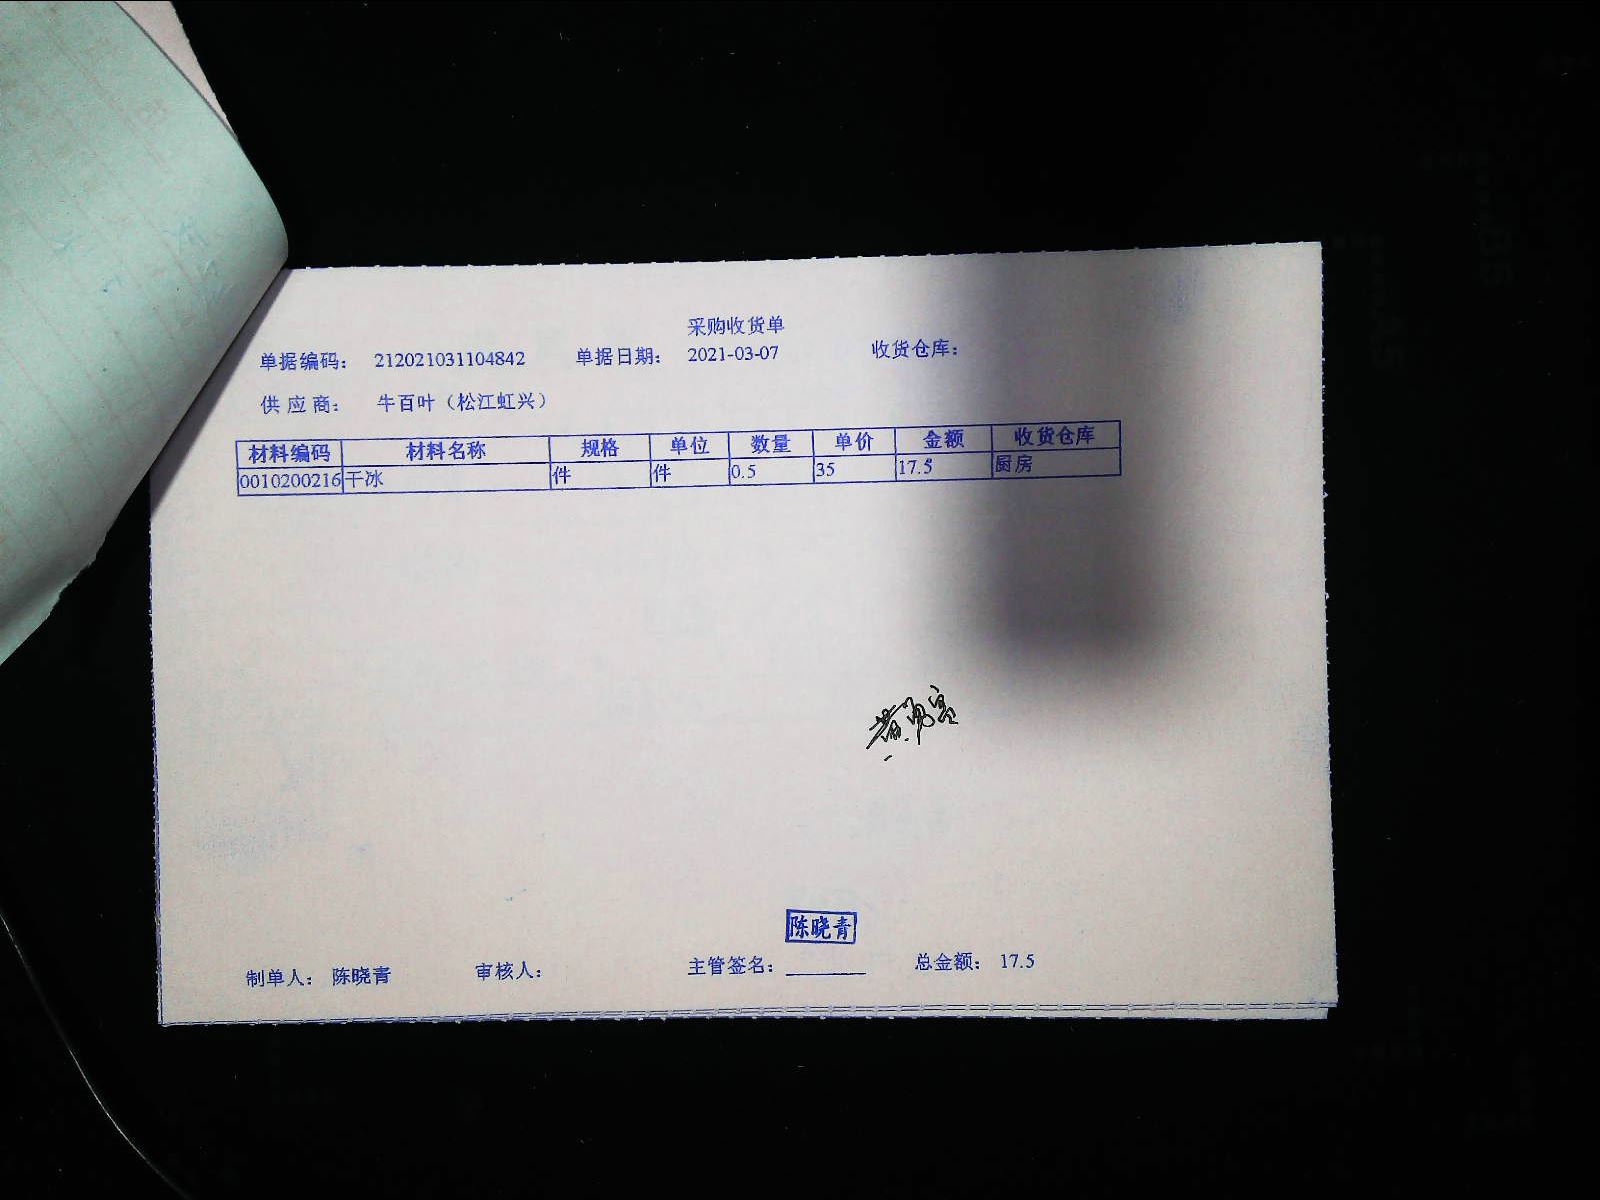 采购收货单
单据编码： 212021031104842 单据日期： 2021-03-07 收货仓库：
供 应 商： 牛百叶（松江虹兴）
材料编码 材料名称 规格 单位 数量 单价 金额 收货仓库
0010200216 干冰 件 件 0.5 35 17.5 厨房
陈晓青
制单人： 陈晓青 审核人： 主管签名： 总金额： 17.5